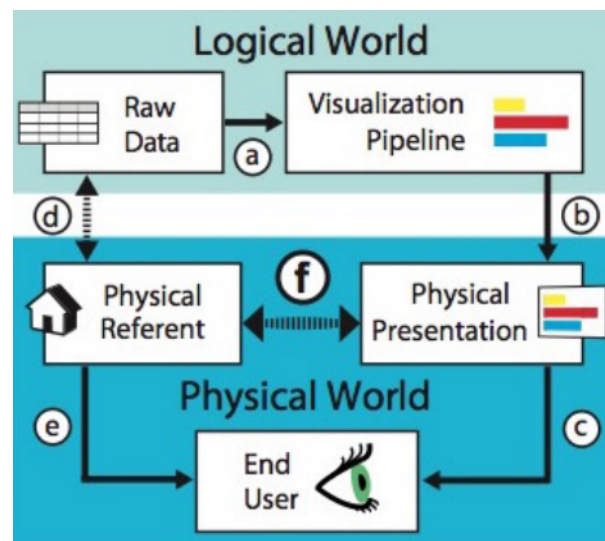 Logical World
Raw
Data
a
Visualization
Pipeline
d
b
Physical
Referent
f
Physical
Presentation
Physical World
e
c
End
User